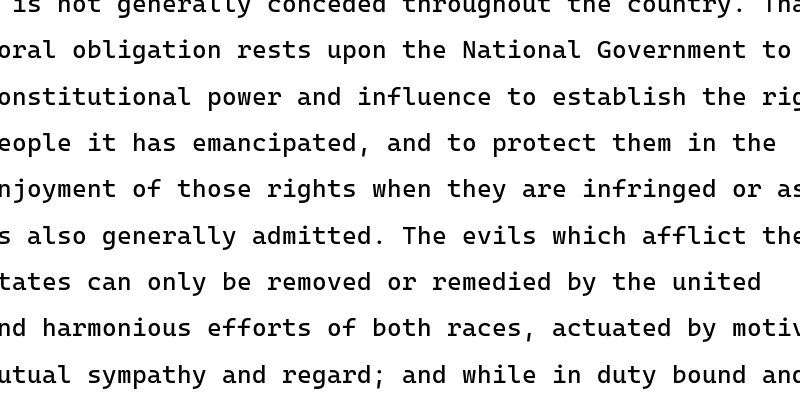 is not generally conceded throughout the country. Tha
oral obligation rests upon the National Government to
onstitutional power and influence to establish the rig
eople it has emancipated, and to protect them in the
njoyment of those rights when they are infringed or as
s also generally admitted. The evils which afflict the
tates can only be removed or remedied by the united
nd harmonious efforts of both races, actuated by motiv
utual sympathy and regard; and while in duty bound and